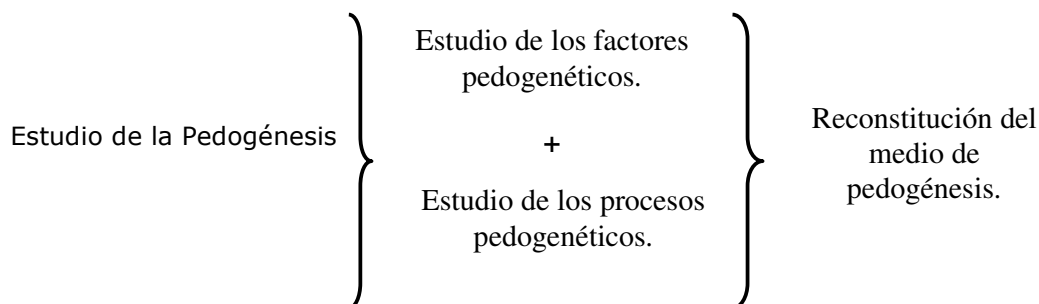 Estudio de la Pedogénesis
Estudio de los factores
pedogenéticos.
+
Estudio de los procesos
pedogenéticos.
Reconstitución del
medio de
pedogénesis.